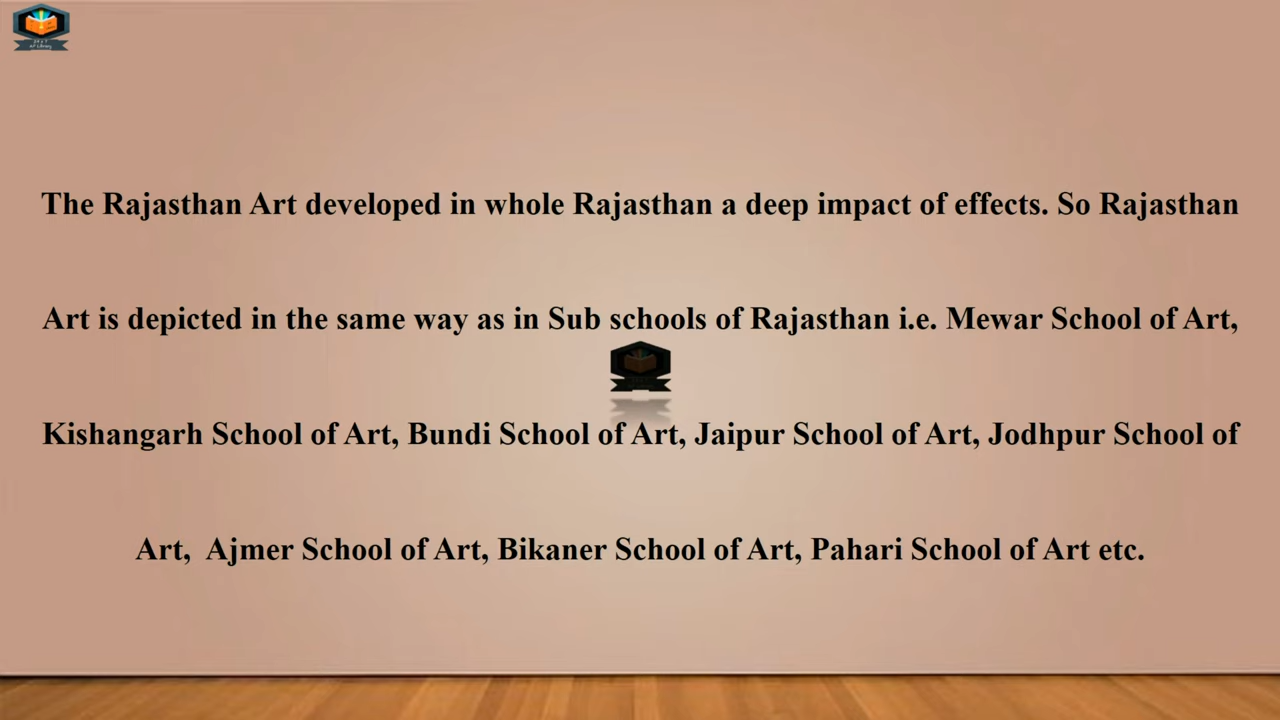 The Rajasthan Art developed in whole Rajasthan a deep impact of effects. So Rajasthan
Art is depicted in the same way as in Sub schools of Rajasthan i.e. Mewar School of Art,
Kishangarh School of Art, Bundi School of Art, Jaipur School of Art, Jodhpur School of
Art, Ajmer School of Art, Bikaner School of Art, Pahari School of Art etc.